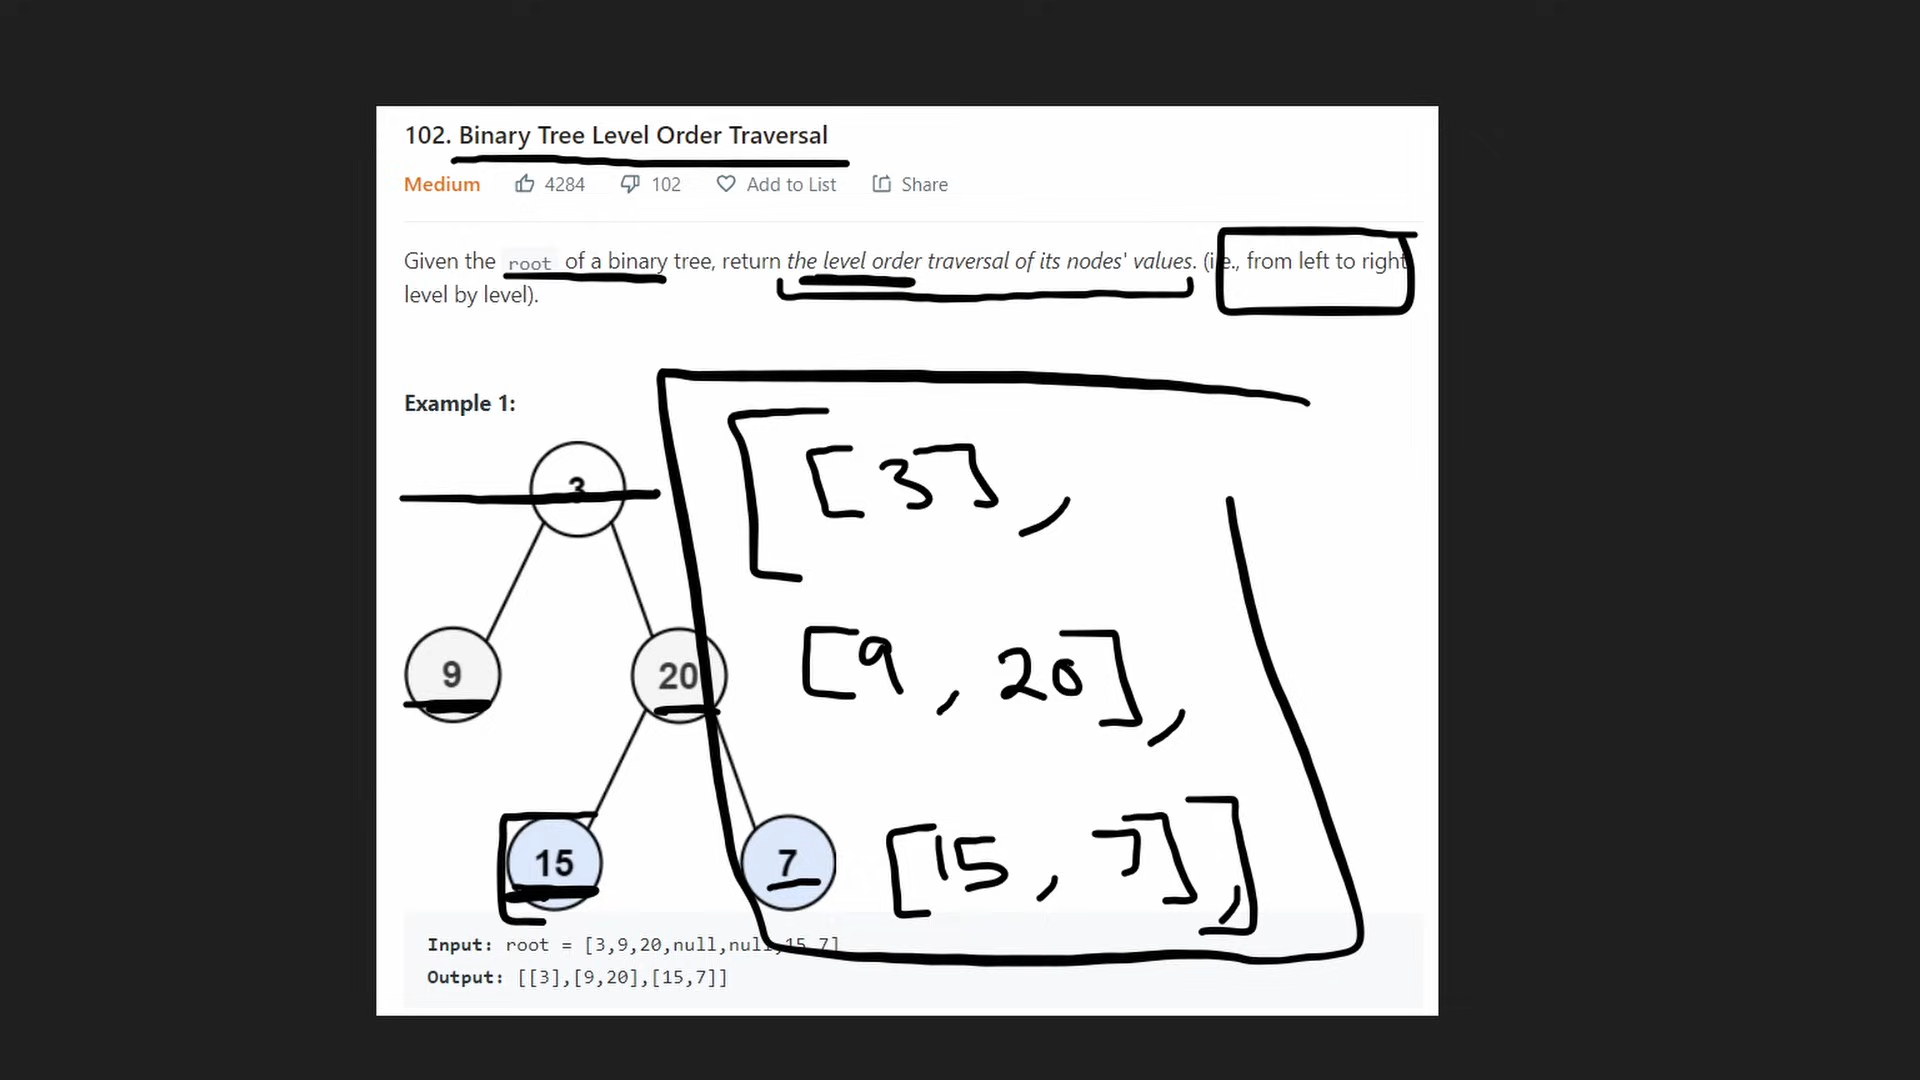 102. Binary Tree Level Order Traversal
Medium 4284 102 Add to List Share
Given the root of a binary tree, return the level order traversal of its nodes' values. (i.e., from left to right
level by level).
Example 1:
3
[3],
9 20
[9, 20],
15 7
[15, 7]],
Input: root = [3,9,20,null,null,15,7]
Output: [[3],[9,20],[15,7]]